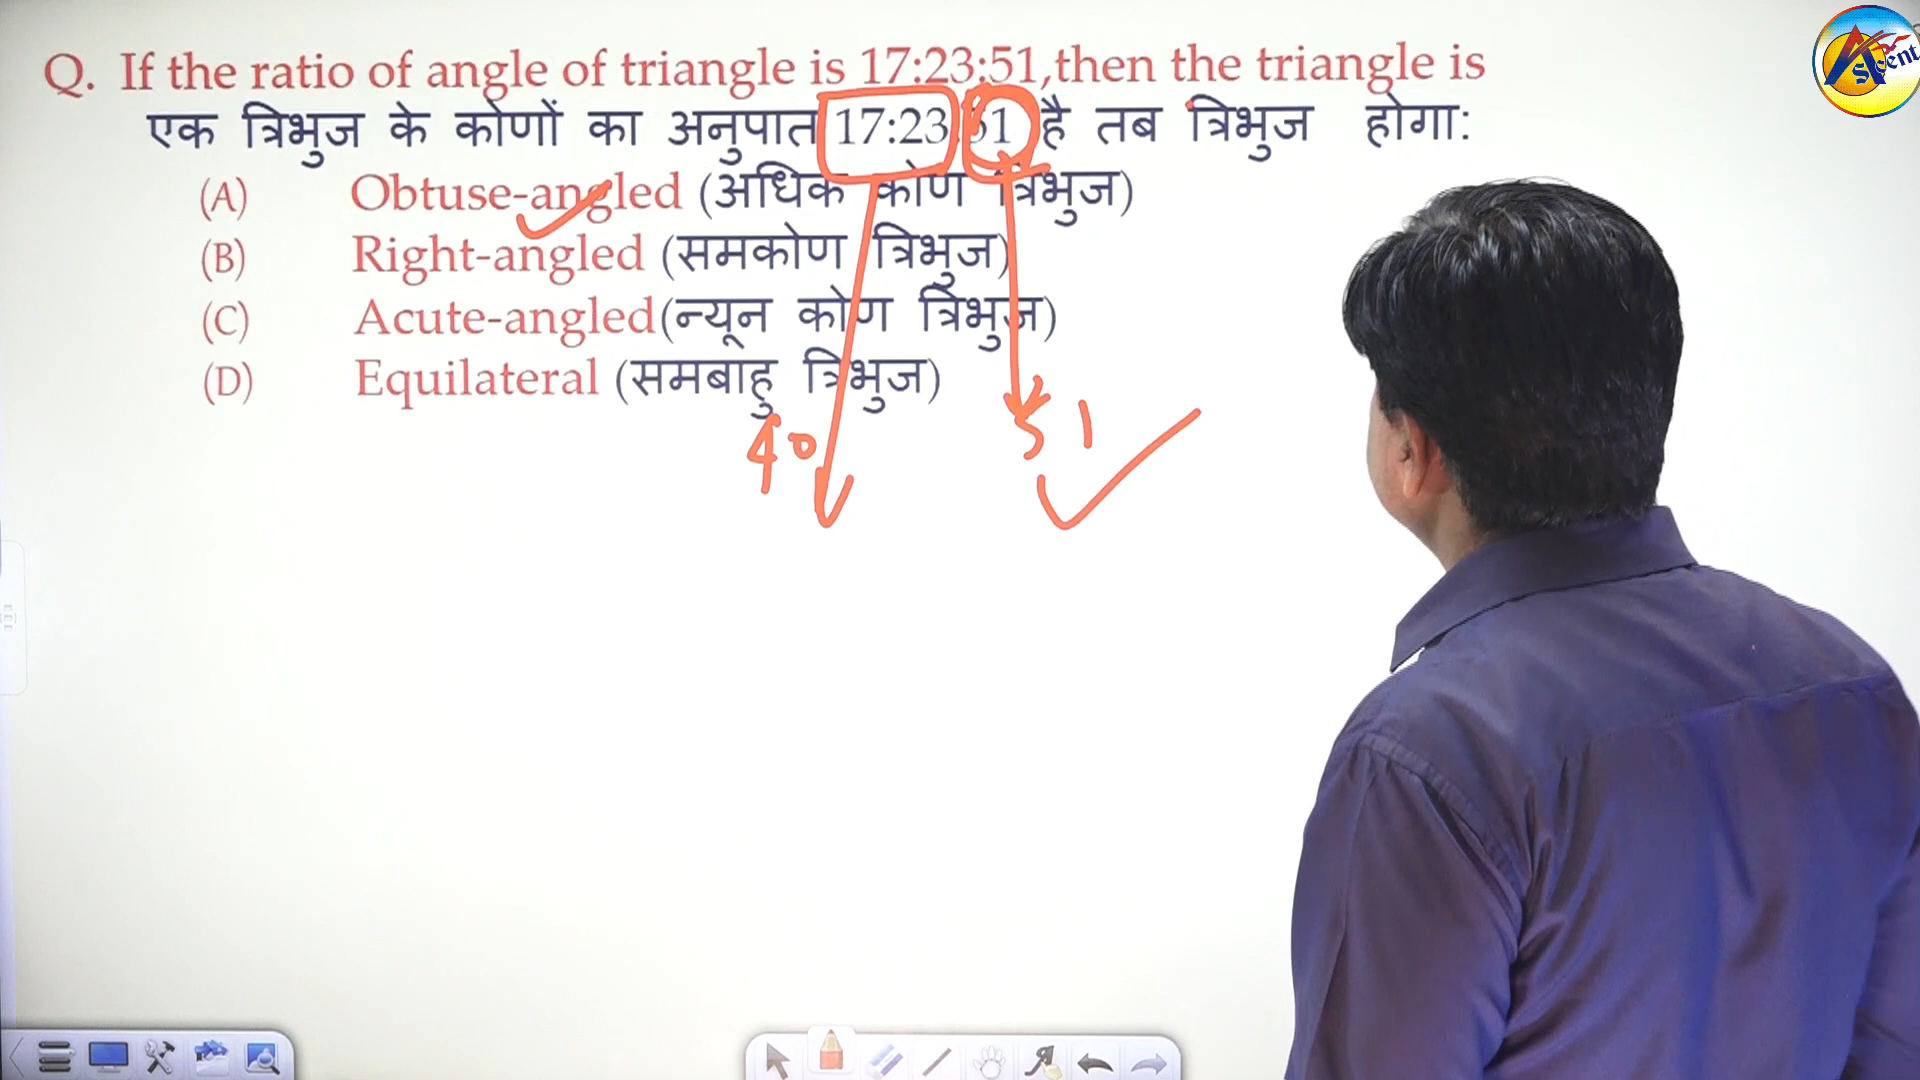 Q. If the ratio of angle of triangle is 17:23:51,then the triangle is
एक त्रिभुज के कोणों का अनुपात 17:23:51 है तब त्रिभुज होगा:
(A) Obtuse-angled (अधिक कोण त्रिभुज)
(B) Right-angled (समकोण त्रिभुज)
(C) Acute-angled(न्यून कोण त्रिभुज)
(D) Equilateral (समबाहु त्रिभुज)
40 51
Ascent